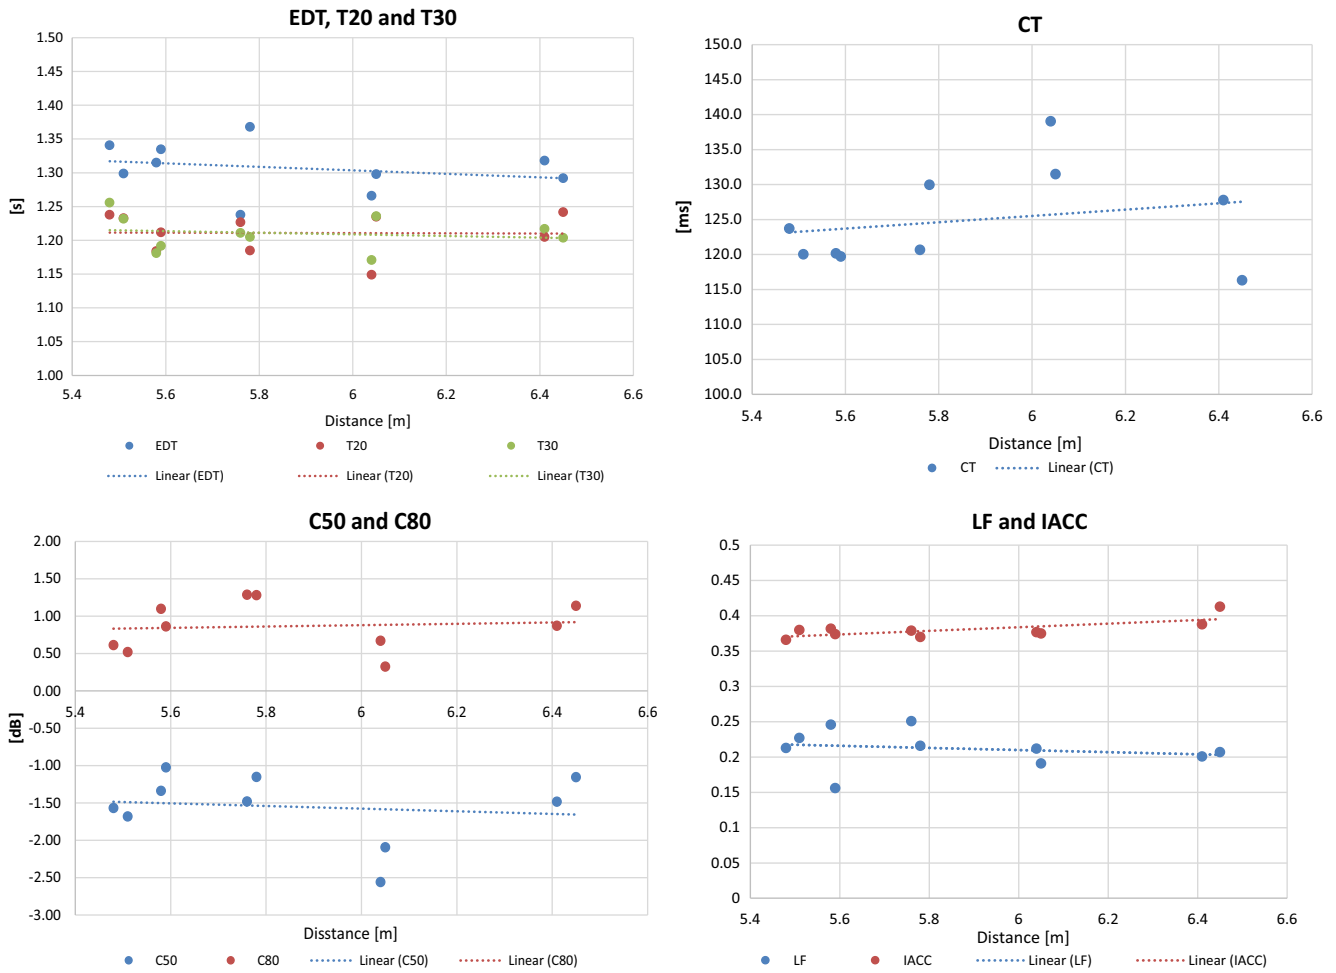 EDT, T20 and T30
1.50
1.45
1.40
1.35
1.30
1.25
1.20
1.15
1.10
1.05
1.00
[s]
5.4 5.6 5.8 6 6.2 6.4 6.6
Distance [m]
EDT T20 T30
Linear (EDT) Linear (T20) Linear (T30)
CT
150.0
145.0
140.0
135.0
130.0
125.0
120.0
115.0
110.0
105.0
100.0
[ms]
5.4 5.6 5.8 6 6.2 6.4 6.6
Distance [m]
CT Linear (CT)
C50 and C80
2.00
1.50
1.00
0.50
0.00
-0.50
-1.00
-1.50
-2.00
-2.50
-3.00
[dB]
5.4 5.6 5.8 6 6.2 6.4 6.6
Disstance [m]
C50 C80 Linear (C50) Linear (C80)
LF and IACC
0.5
0.45
0.4
0.35
0.3
0.25
0.2
0.15
0.1
0.05
0
5.4 5.6 5.8 6 6.2 6.4 6.6
Distance [m]
LF IACC Linear (LF) Linear (IACC)